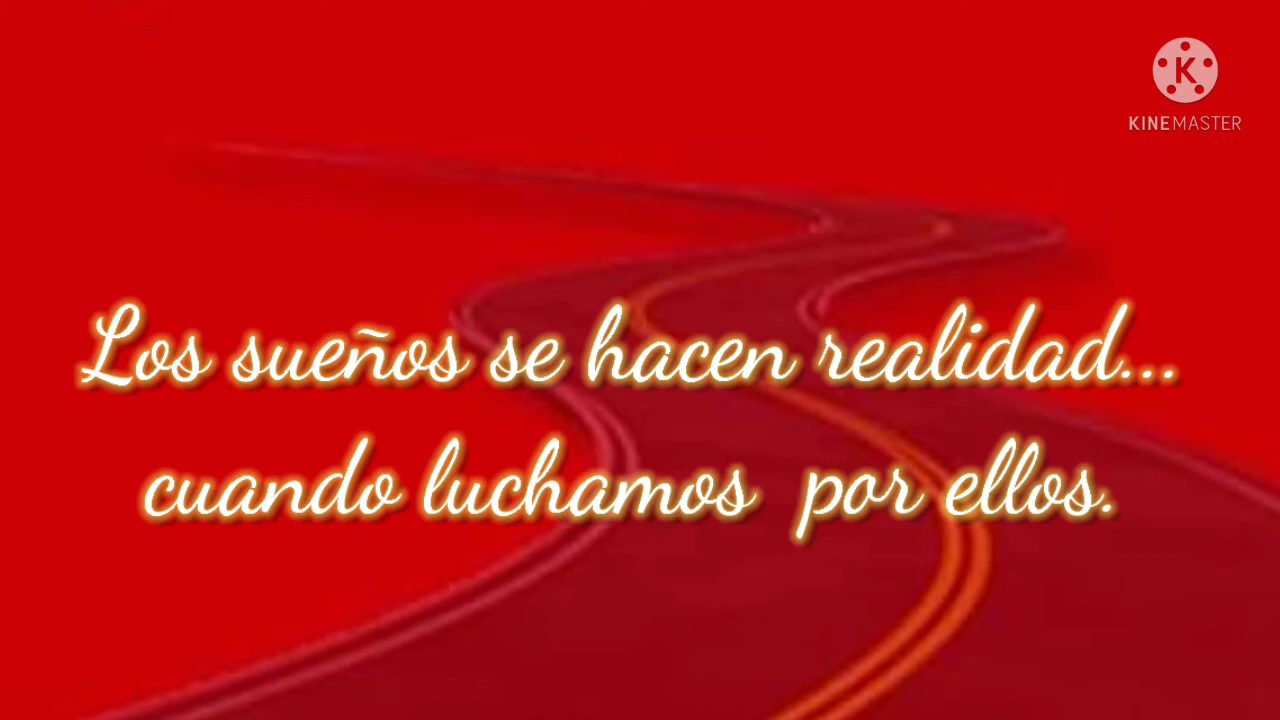 K
KINEMASTER
Los sueños se hacen realidad...
cuando luchamos por ellos.